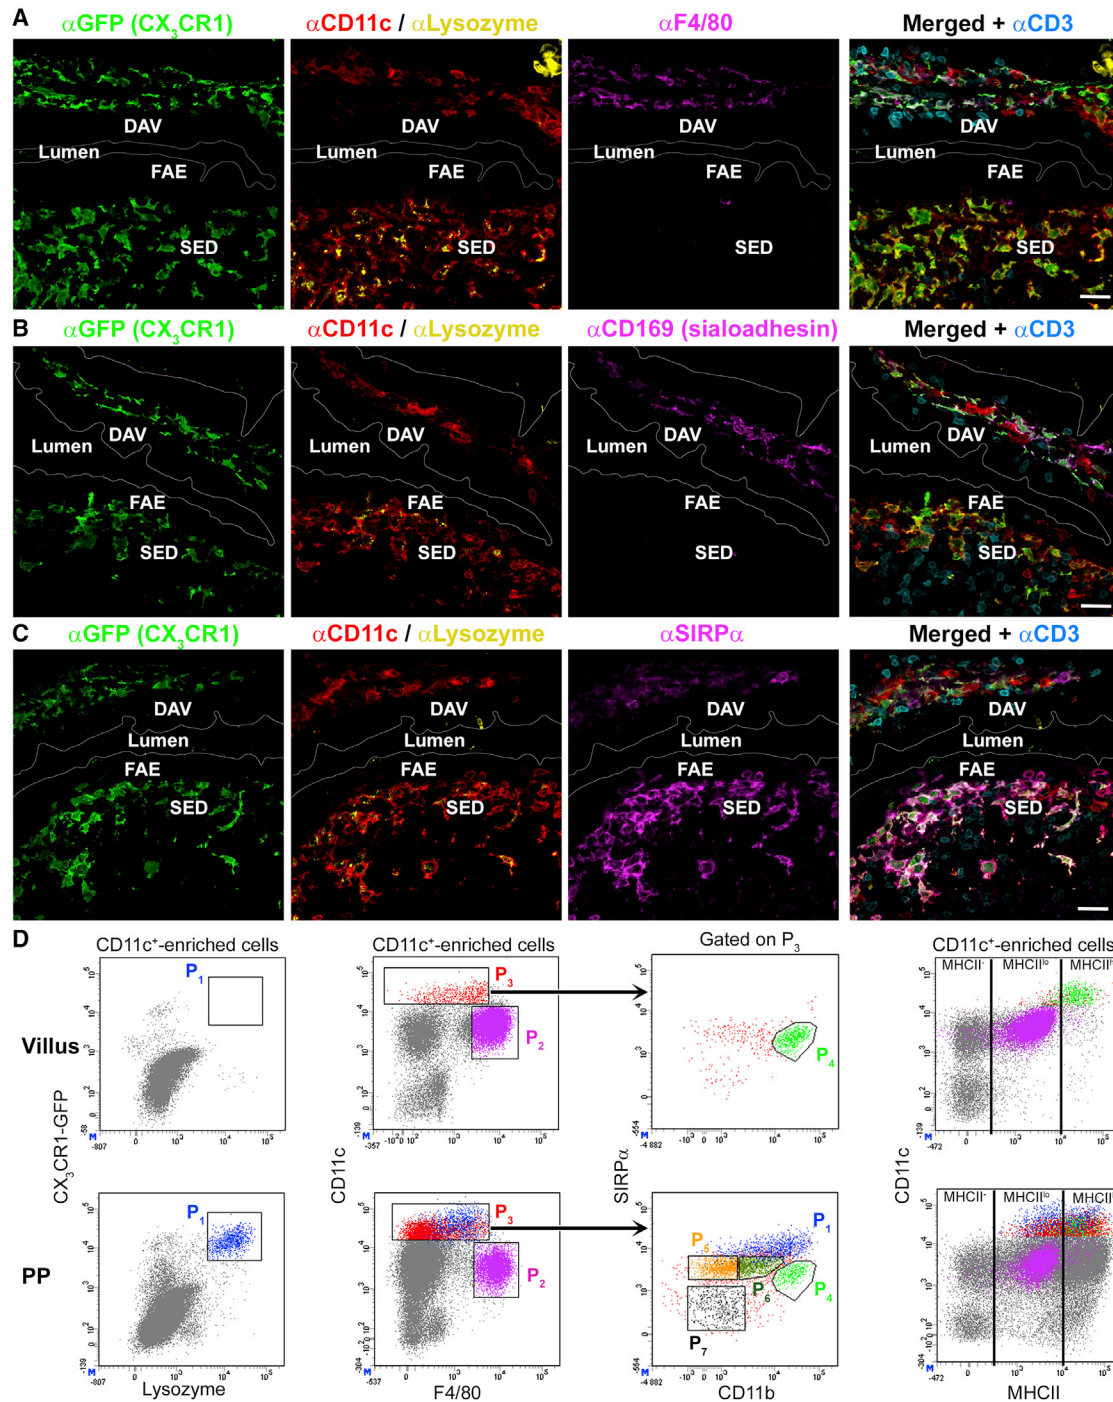 A
αGFP (CX3CR1)
αCD11c / αLysozyme
αF4/80
Merged + αCD3
DAV
Lumen
FAE
SED
DAV
Lumen
FAE
SED
DAV
Lumen
FAE
SED
DAV
Lumen
FAE
SED
B
αGFP (CX3CR1)
αCD11c / αLysozyme
αCD169 (sialoadhesin)
Merged + αCD3
DAV
Lumen
FAE
SED
DAV
Lumen
FAE
SED
DAV
Lumen
FAE
SED
DAV
Lumen
FAE
SED
C
αGFP (CX3CR1)
αCD11c / αLysozyme
αSIRPα
Merged + αCD3
DAV
Lumen
FAE
SED
DAV
Lumen
FAE
SED
DAV
Lumen
FAE
SED
DAV
Lumen
FAE
SED
D
CD11c+-enriched cells
CD11c+-enriched cells
Gated on P3
CD11c+-enriched cells
Villus
P1
P3
P2
P4
MHCII-
MHCIIlo
PP
P1
P3
P2
P1
P5
P6
P4
P7
MHCII-
MHCIIlo
CX3CR1-GFP
CD11c
SIRPα
CD11c
Lysozyme
F4/80
CD11b
MHCII